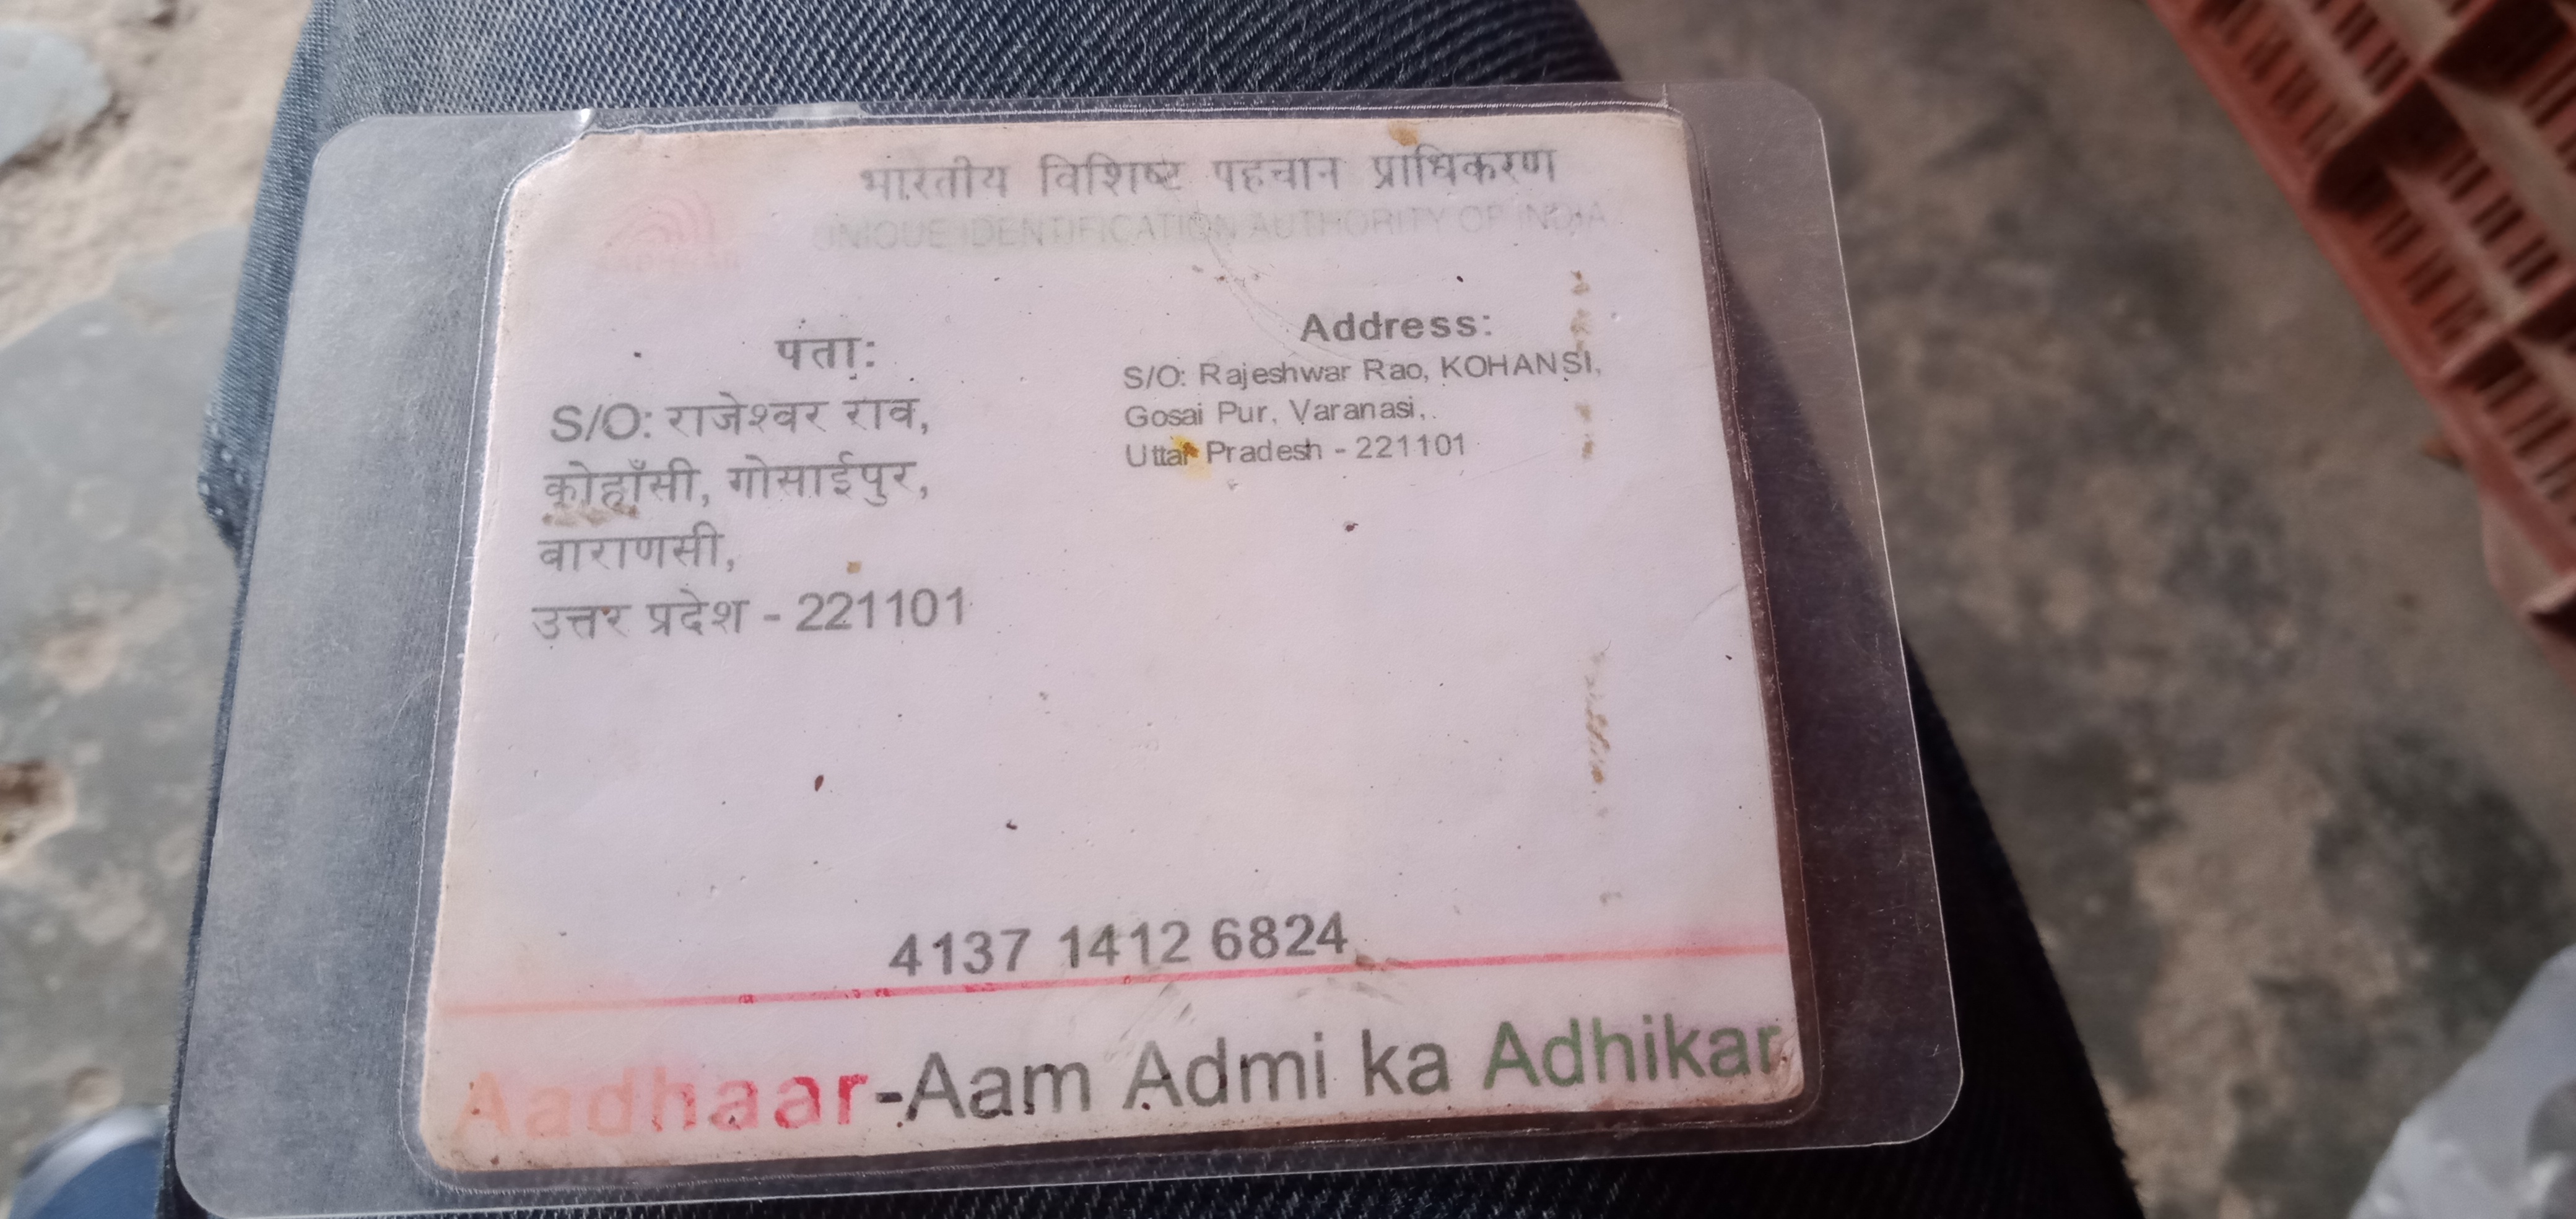 भारतीय विशिष्ट पहचान प्राधिकरण
UNIQUE IDENTIFICATION AUTHORITY OF INDIA
पता:
S/O: राजेश्वर राव,
कोहाँसी, गोसाईपुर,
वाराणसी,
उत्तर प्रदेश - 221101
Address:
S/O: Rajeshwar Rao, KOHANSI,
Gosai Pur, Varanasi,
Uttar Pradesh - 221101
4137 1412 6824
Aadhaar-Aam Admi ka Adhikar